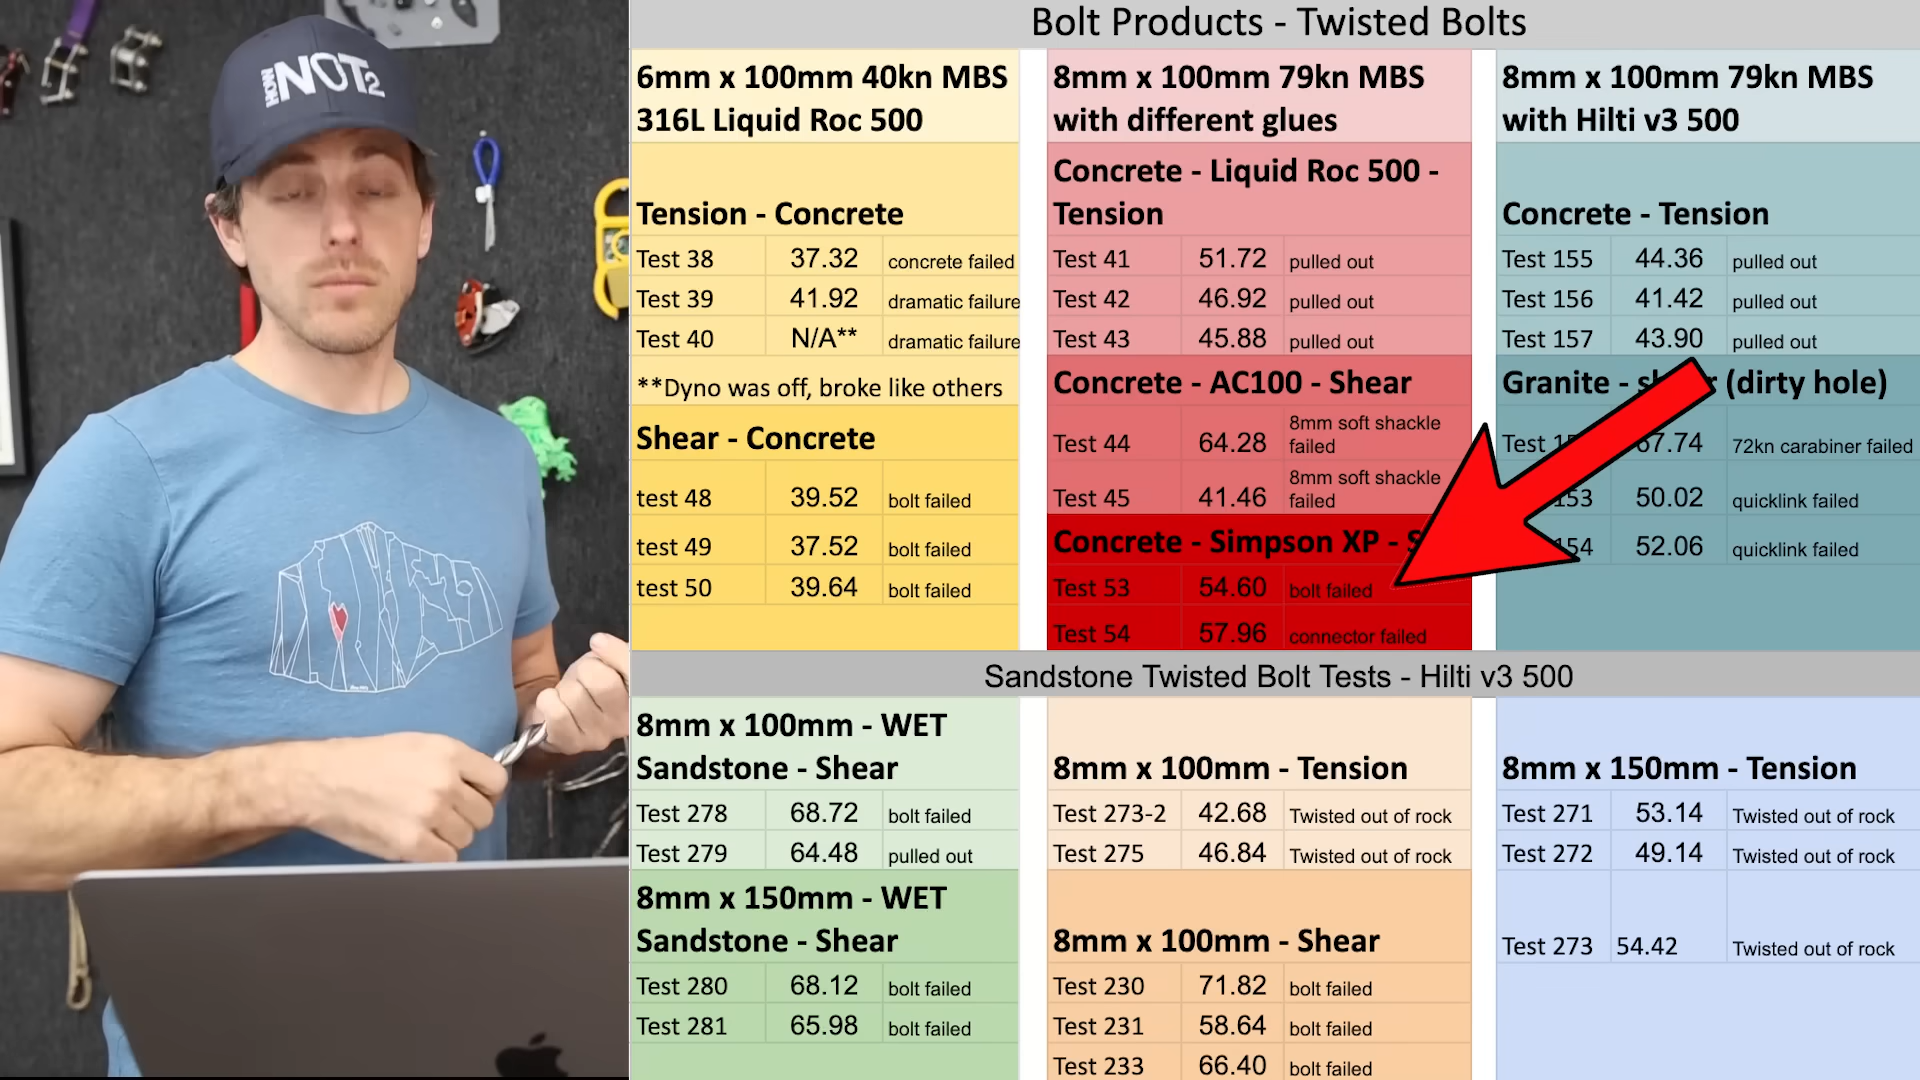 HOW NOT2
Bolt Products - Twisted Bolts
6mm x 100mm 40kn MBS
316L Liquid Roc 500
Tension - Concrete
Test 38 37.32 concrete failed
Test 39 41.92 dramatic failure
Test 40 N/A** dramatic failure
**Dyno was off, broke like others
Shear - Concrete
test 48 39.52 bolt failed
test 49 37.52 bolt failed
test 50 39.64 bolt failed
8mm x 100mm 79kn MBS
with different glues
Concrete - Liquid Roc 500 -
Tension
Test 41 51.72 pulled out
Test 42 46.92 pulled out
Test 43 45.88 pulled out
Concrete - AC100 - Shear
Test 44 64.28 8mm soft shackle
failed
Test 45 41.46 8mm soft shackle
failed
Concrete - Simpson XP -
Test 53 54.60 bolt failed
Test 54 57.96 connector failed
8mm x 100mm 79kn MBS
with Hilti v3 500
Concrete - Tension
Test 155 44.36 pulled out
Test 156 41.42 pulled out
Test 157 43.90 pulled out
Granite - (dirty hole)
Test 67.74 72kn carabiner failed
153 50.02 quicklink failed
154 52.06 quicklink failed
Sandstone Twisted Bolt Tests - Hilti v3 500
8mm x 100mm - WET
Sandstone - Shear
Test 278 68.72 bolt failed
Test 279 64.48 pulled out
8mm x 150mm - WET
Sandstone - Shear
Test 280 68.12 bolt failed
Test 281 65.98 bolt failed
8mm x 100mm - Tension
Test 273-2 42.68 Twisted out of rock
Test 275 46.84 Twisted out of rock
8mm x 100mm - Shear
Test 230 71.82 bolt failed
Test 231 58.64 bolt failed
Test 233 66.40 bolt failed
8mm x 150mm - Tension
Test 271 53.14 Twisted out of rock
Test 272 49.14 Twisted out of rock
Test 273 54.42 Twisted out of rock